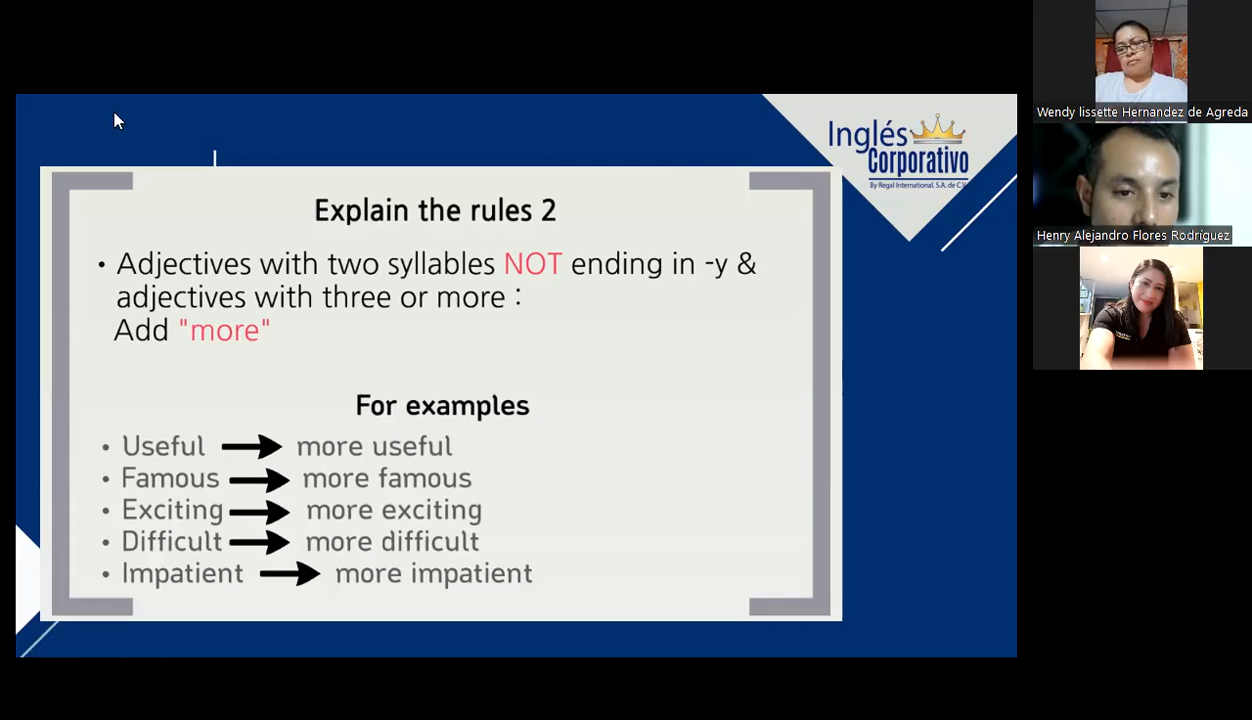 Inglés
Corporativo
By Regal International, S.A. de C.V.
Explain the rules 2
• Adjectives with two syllables NOT ending in -y &
adjectives with three or more :
Add "more"
For examples
• Useful → more useful
• Famous → more famous
• Exciting → more exciting
• Difficult → more difficult
• Impatient → more impatient
Wendy lissette Hernandez de Agreda
Henry Alejandro Flores Rodríguez